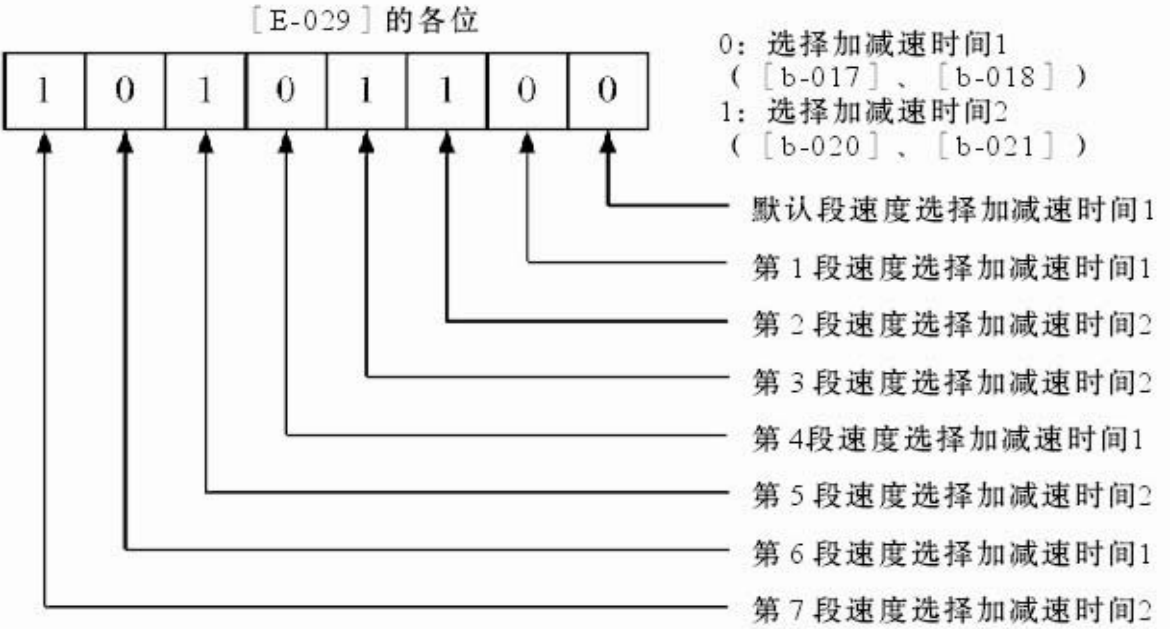 [E-029]的各位
1 0 1 0 1 1 0 0
0: 选择加减速时间1
([b-017]、[b-018])
1: 选择加减速时间2
([b-020]、[b-021])
默认段速度选择加减速时间1
第1段速度选择加减速时间1
第2段速度选择加减速时间2
第3段速度选择加减速时间2
第4段速度选择加减速时间1
第5段速度选择加减速时间2
第6段速度选择加减速时间1
第7段速度选择加减速时间2